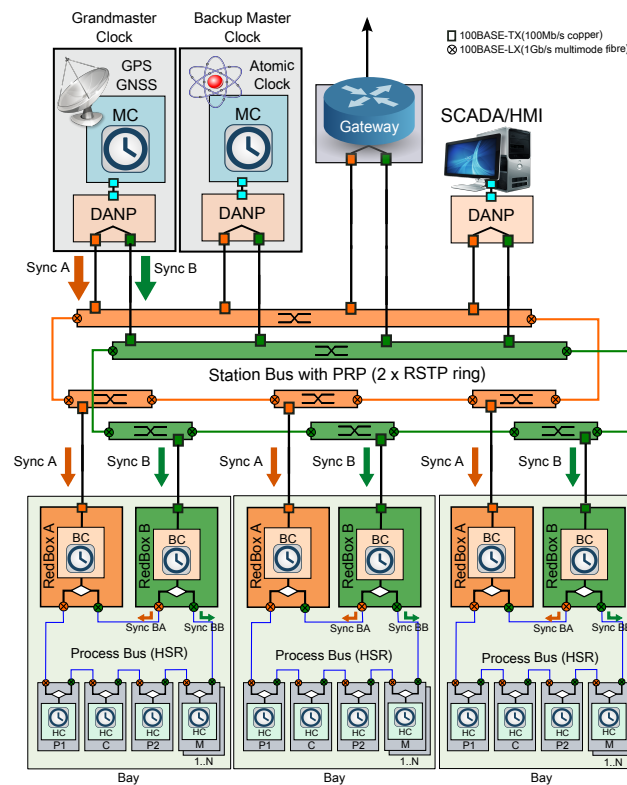 Grandmaster
Clock
Backup Master
Clock
100BASE-TX(100Mb/s copper)
100BASE-LX(1Gb/s multimode fibre)
GPS
GNSS
MC
Atomic
Clock
MC
Gateway
SCADA/HMI
DANP
DANP
DANP
Sync A
Sync B
Station Bus with PRP (2 x RSTP ring)
Sync A
Sync B
Sync A
Sync B
Sync A
Sync B
RedBox A
BC
RedBox B
BC
RedBox A
BC
RedBox B
BC
RedBox A
BC
RedBox B
BC
Sync BA
Sync BB
Sync BA
Sync BB
Sync BA
Sync BB
Process Bus (HSR)
Process Bus (HSR)
Process Bus (HSR)
HC
HC
HC
HC
HC
HC
HC
HC
HC
HC
HC
HC
P1
C
P2
M
P1
C
P2
M
P1
C
P2
M
1..N
1..N
1..N
Bay
Bay
Bay